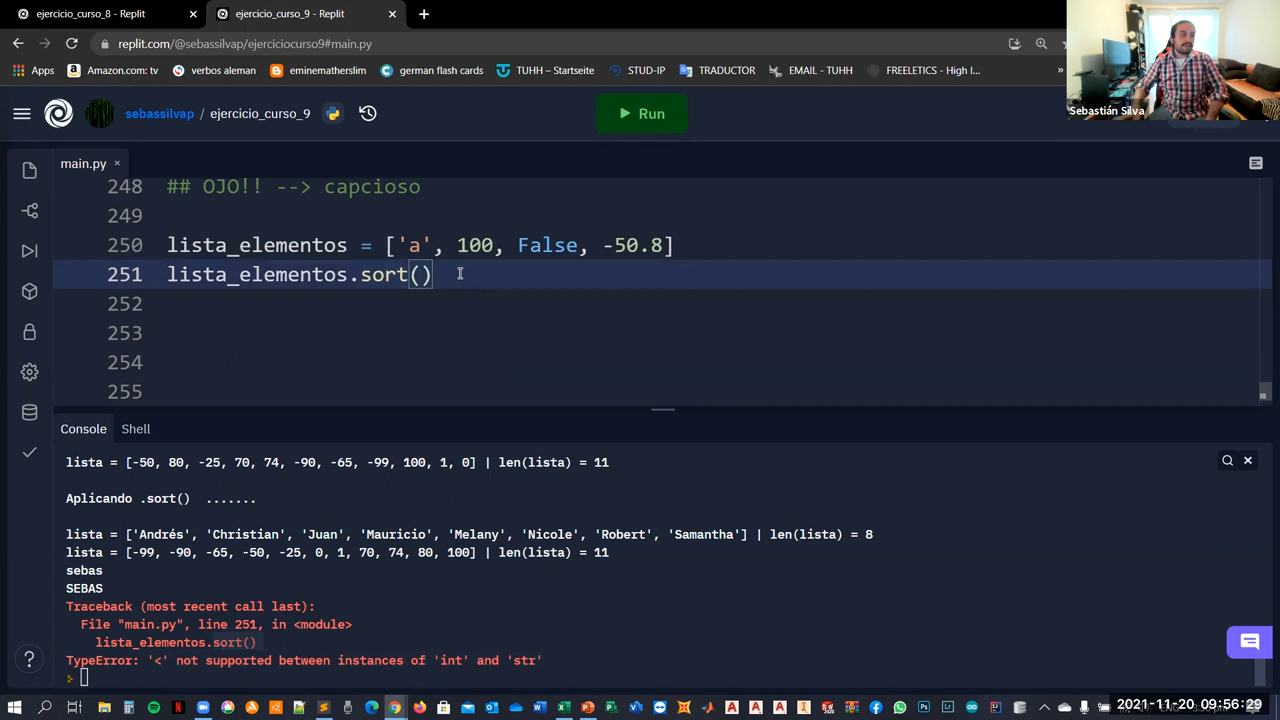 ejercicio_curso_8 - Replit
ejercicio_curso_9 - Replit
replit.com/@sebassilvap/ejerciciocurso9#main.py
Apps
Amazon.com: tv
verbos aleman
eminematherslim
german flash cards
TUHH – Startseite
STUD-IP
TRADUCTOR
EMAIL - TUHH
FREELETICS - High I...
»
Sebastián Silva
sebassilvap / ejercicio_curso_9
Run
main.py
248 ## OJO!! --> capcioso
249
250 lista_elementos = ['a', 100, False, -50.8]
251 lista_elementos.sort()
252
253
254
255
Console
Shell
lista = [-50, 80, -25, 70, 74, -90, -65, -99, 100, 1, 0] | len(lista) = 11
Aplicando .sort() .......
lista = ['Andrés', 'Christian', 'Juan', 'Mauricio', 'Melany', 'Nicole', 'Robert', 'Samantha'] | len(lista) = 8
lista = [-99, -90, -65, -50, -25, 0, 1, 70, 74, 80, 100] | len(lista) = 11
sebas
SEBAS
Traceback (most recent call last):
File "main.py", line 251, in <module>
lista_elementos.sort()
TypeError: '<' not supported between instances of 'int' and 'str'
2021-11-20 09:56:29